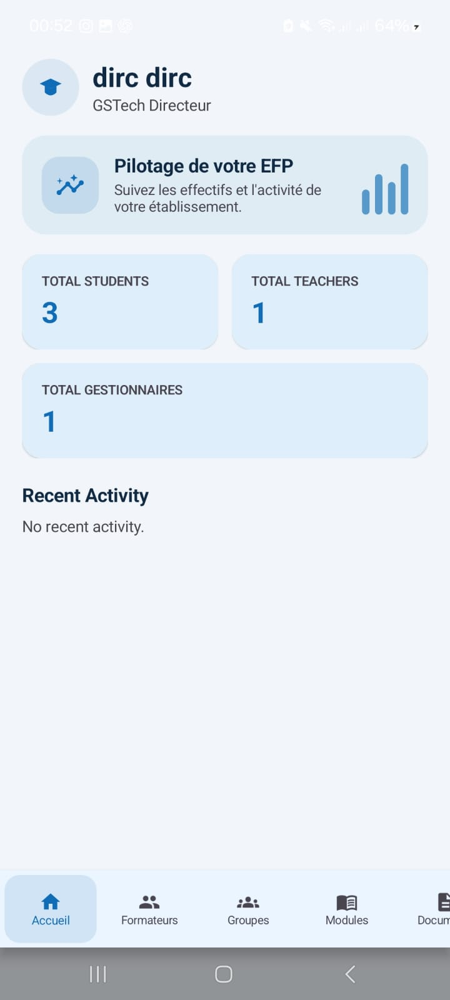 00:52 64%
dirc dirc
GSTech Directeur
Pilotage de votre EFP
Suivez les effectifs et l'activité de
votre établissement.
TOTAL STUDENTS
3
TOTAL TEACHERS
1
TOTAL GESTIONNAIRES
1
Recent Activity
No recent activity.
Accueil Formateurs Groupes Modules Docum